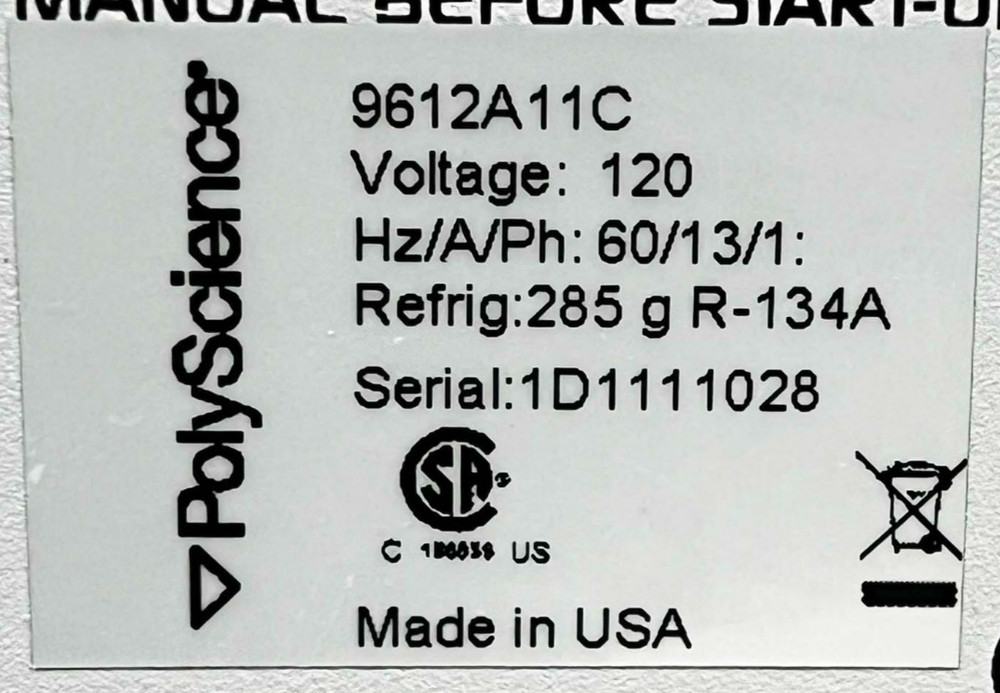 MANUAL BEFORE START-U
PolyScience
9612A11C
Voltage: 120
Hz/A/Ph: 60/13/1:
Refrig:285 g R-134A
Serial:1D1111028
SA
C US
Made in USA